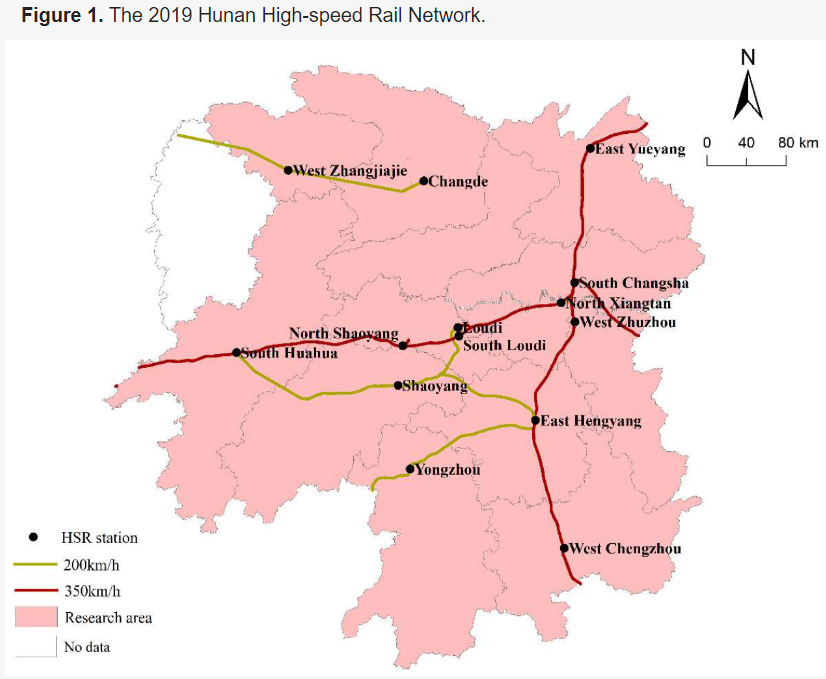 Figure 1. The 2019 Hunan High-speed Rail Network.
N
0 40 80 km
East Yueyang
West Zhangjiajie
Changde
South Changsha
North Xiangtan
West Zhuzhou
Loudi
North Shaoyang
South Loudi
South Huahua
Shaoyang
East Hengyang
Yongzhou
West Chengzhou
HSR station
200km/h
350km/h
Research area
No data